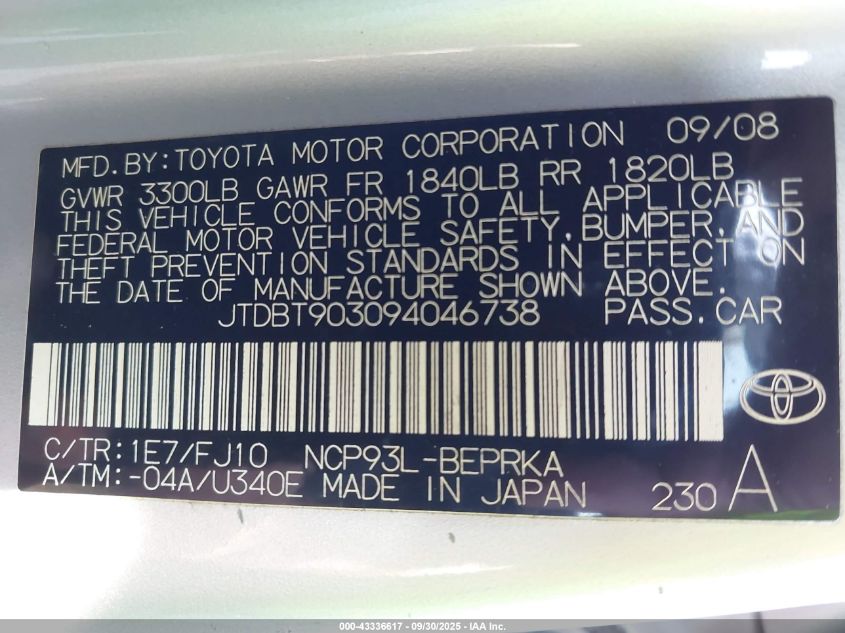 MFD. BY: TOYOTA MOTOR CORPORATION 09/08
GVWR 3300LB GAWR FR 1840LB RR 1820LB
THIS VEHICLE CONFORMS TO ALL APPLICABLE
FEDERAL MOTOR VEHICLE SAFETY, BUMPER, AND
THEFT PREVENTION STANDARDS IN EFFECT ON
THE DATE OF MANUFACTURE SHOWN ABOVE.
JTDBT903094046738 PASS. CAR
C/TR: 1E7/FJ10 NCP93L-BEPRKA
A/TM: -04A/U340E MADE IN JAPAN 230 A
000-43336617 - 09/30/2025 - IAA Inc.